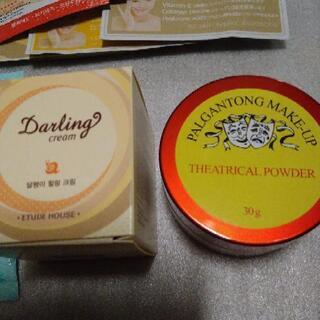 Darling
cream
달팽이 힐링 크림
• ETUDE HOUSE •
PALGANTONG MAKE-UP
THEATRICAL POWDER
30g